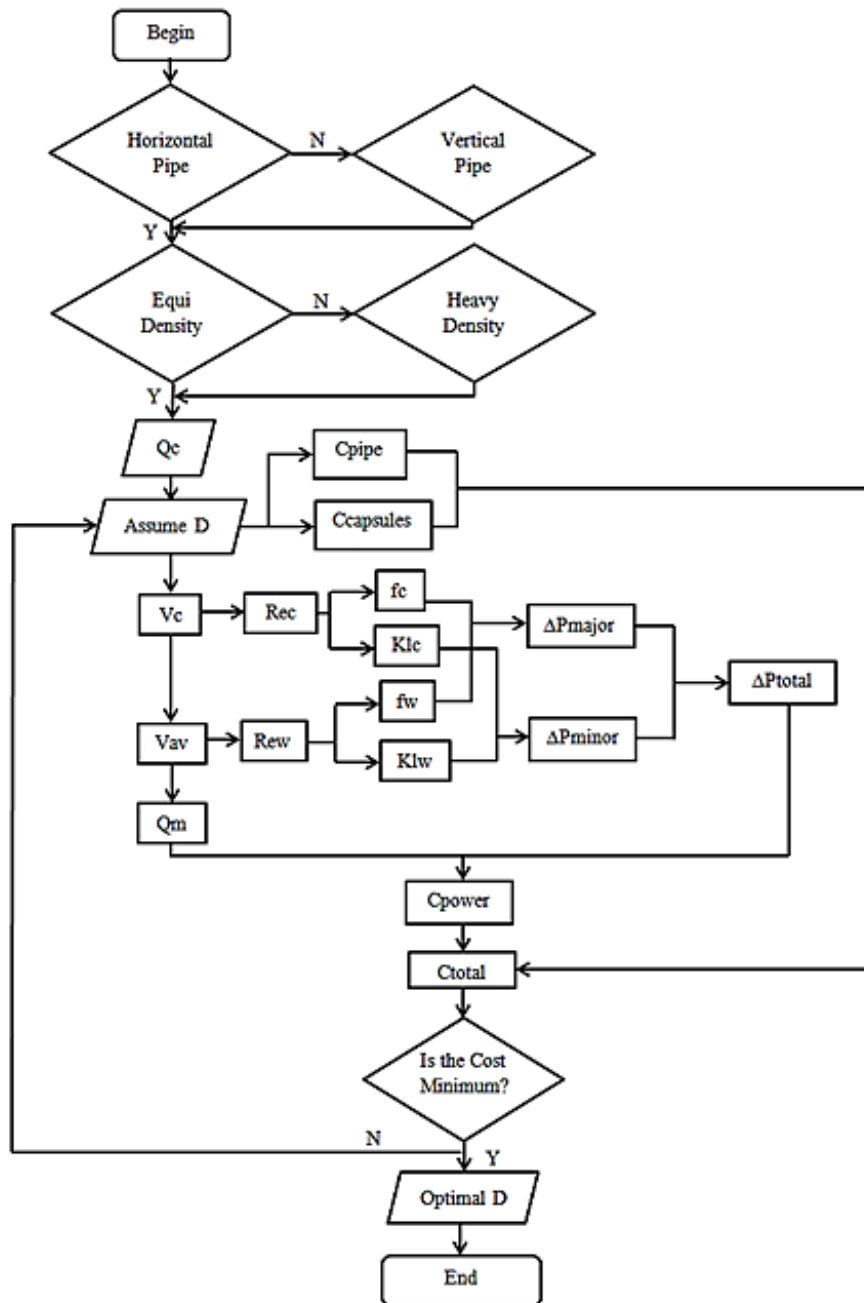 Begin
Horizontal
Pipe
N
Vertical
Pipe
Y
Equi
Density
N
Heavy
Density
Y
Qc
Cpipe
Assume D
Ccapsules
Vc
Rec
fc
Klc
ΔPmajor
ΔPtotal
fw
Vav
Rew
Klw
ΔPminor
Qm
Cpower
Ctotal
Is the Cost
Minimum?
N
Y
Optimal D
End